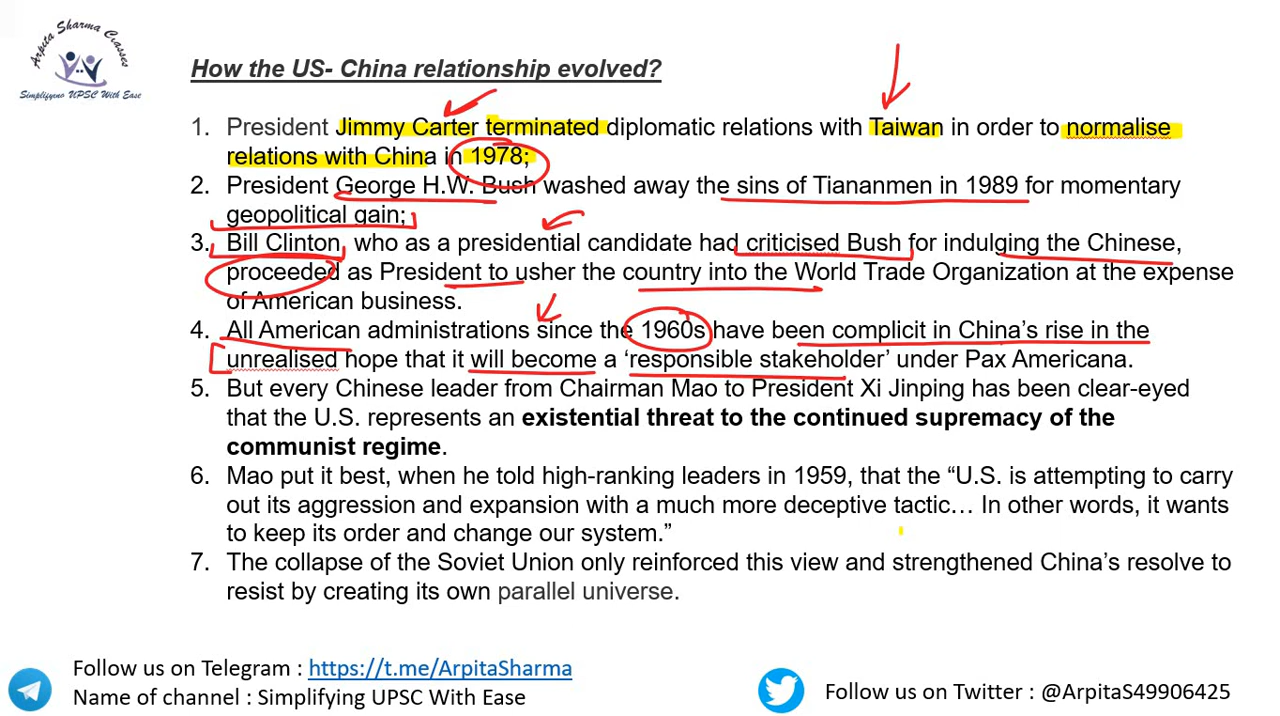 Arpita Sharma Classes
Simplifying UPSC With Ease
How the US- China relationship evolved?
1. President Jimmy Carter terminated diplomatic relations with Taiwan in order to normalise
relations with China in 1978;
2. President George H.W. Bush washed away the sins of Tiananmen in 1989 for momentary
geopolitical gain;
3. Bill Clinton, who as a presidential candidate had criticised Bush for indulging the Chinese,
proceeded as President to usher the country into the World Trade Organization at the expense
of American business.
4. All American administrations since the 1960s have been complicit in China’s rise in the
unrealised hope that it will become a ‘responsible stakeholder’ under Pax Americana.
5. But every Chinese leader from Chairman Mao to President Xi Jinping has been clear-eyed
that the U.S. represents an existential threat to the continued supremacy of the
communist regime.
6. Mao put it best, when he told high-ranking leaders in 1959, that the “U.S. is attempting to carry
out its aggression and expansion with a much more deceptive tactic… In other words, it wants
to keep its order and change our system.”
7. The collapse of the Soviet Union only reinforced this view and strengthened China’s resolve to
resist by creating its own parallel universe.
Follow us on Telegram : https://t.me/ArpitaSharma
Name of channel : Simplifying UPSC With Ease
Follow us on Twitter : @ArpitaS49906425